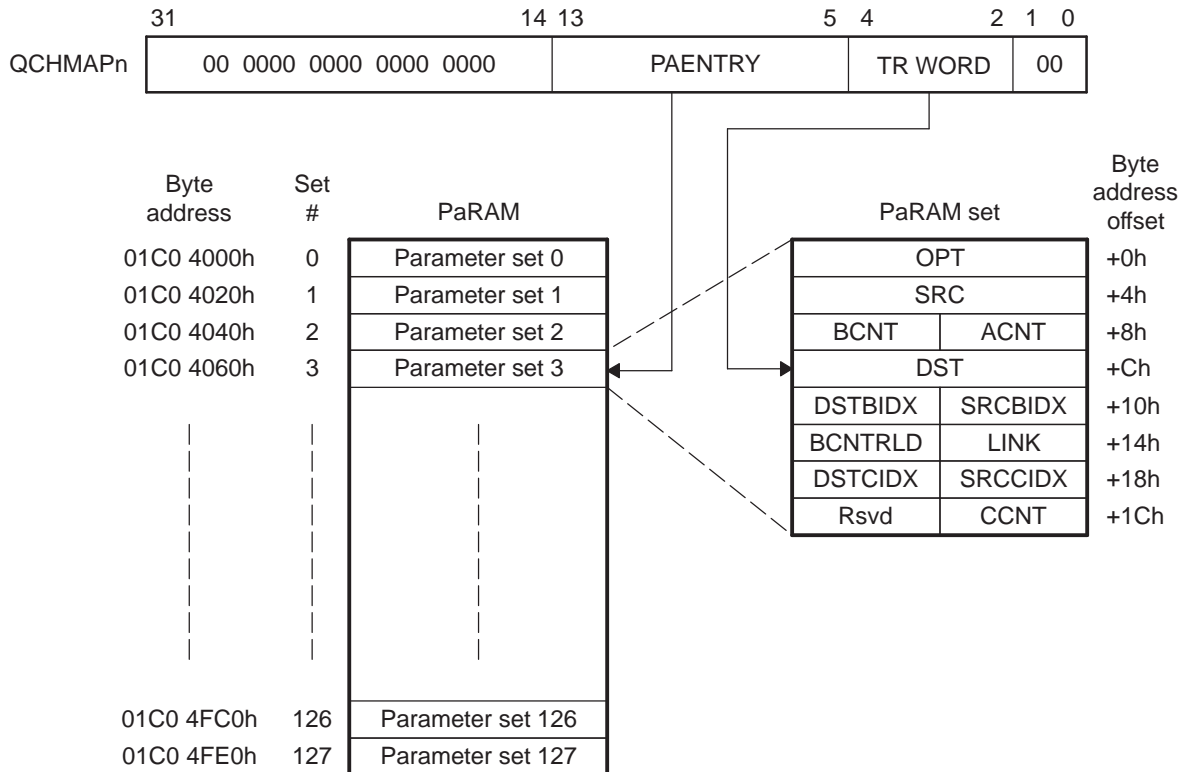 31 14 13 5 4 2 1 0
QCHMAPn 00 0000 0000 0000 0000 PAENTRY TR WORD 00
Byte address Set # PaRAM
01C0 4000h 0 Parameter set 0
01C0 4020h 1 Parameter set 1
01C0 4040h 2 Parameter set 2
01C0 4060h 3 Parameter set 3
01C0 4FC0h 126 Parameter set 126
01C0 4FE0h 127 Parameter set 127
PaRAM set Byte address offset
OPT +0h
SRC +4h
BCNT ACNT +8h
DST +Ch
DSTBIDX SRCBIDX +10h
BCNTRLD LINK +14h
DSTCIDX SRCCIDX +18h
Rsvd CCNT +1Ch